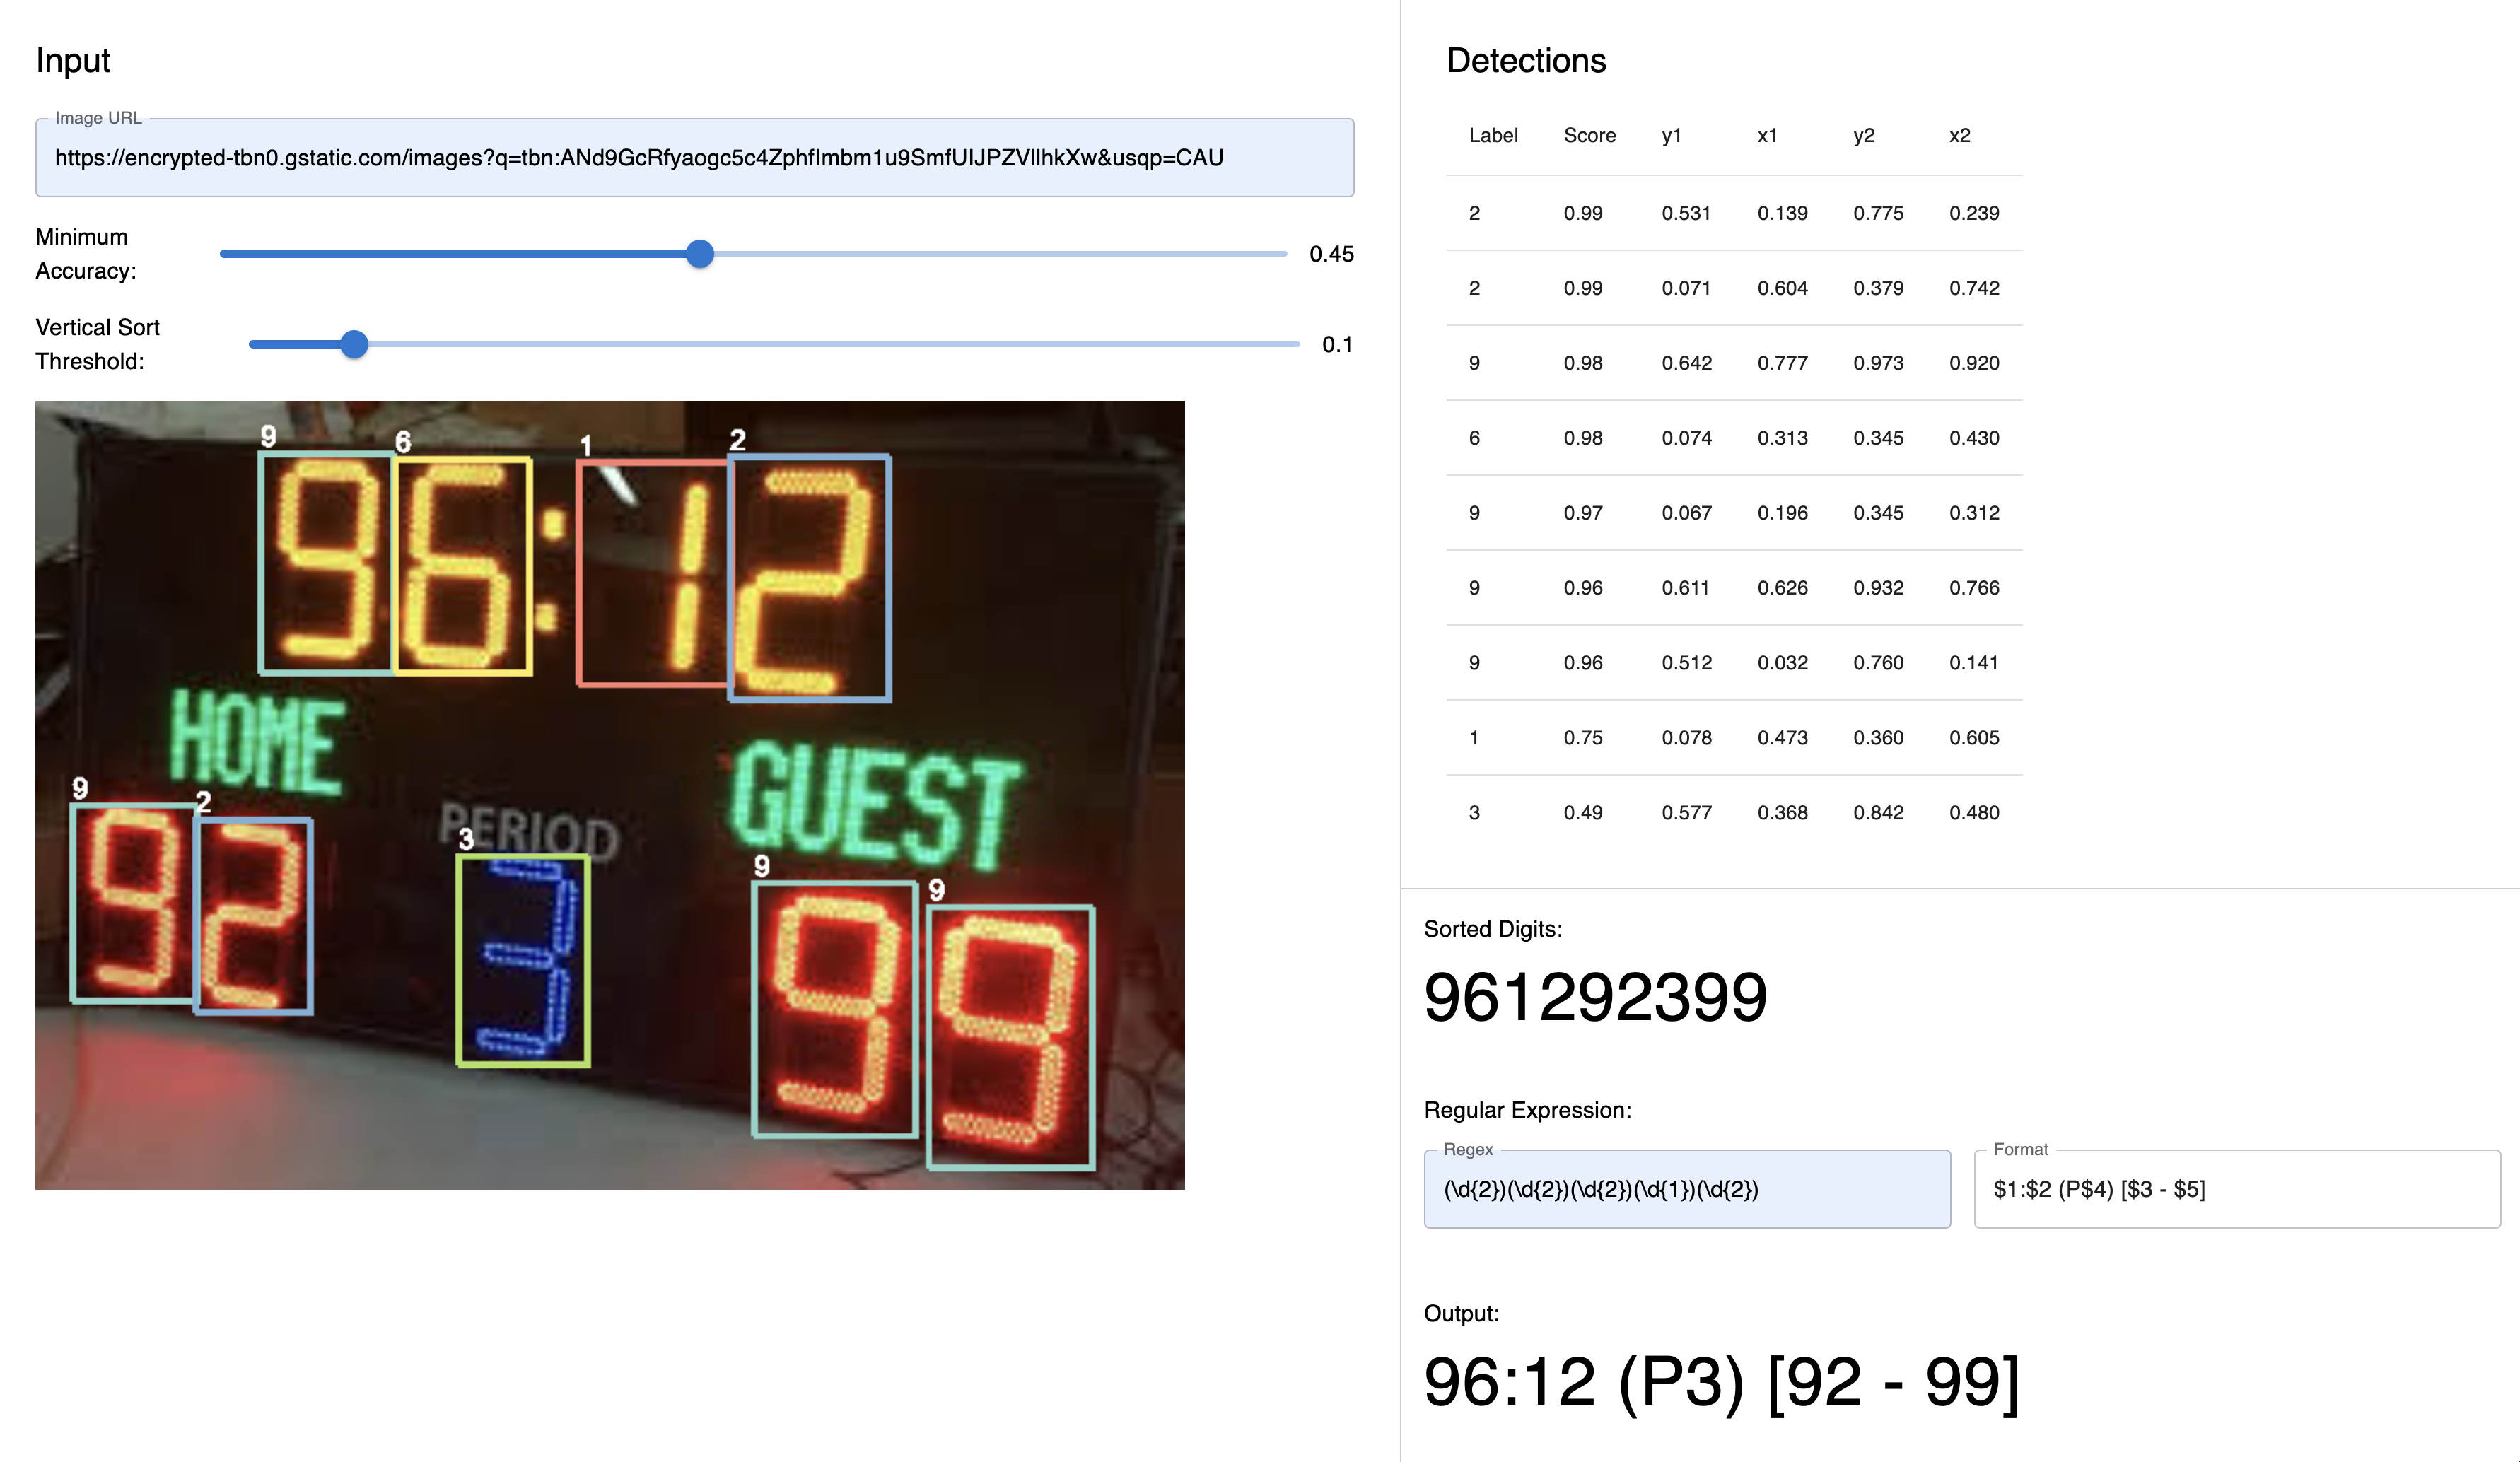 Input
Image URL
https://encrypted-tbn0.gstatic.com/images?q=tbn:ANd9GcRfyaogc5c4ZphfImbm1u9SmfUIJPZVllhkXw&usqp=CAU
Minimum
Accuracy:
0.45
Vertical Sort
Threshold:
0.1
9 6 1 2
96:12
HOME
GUEST
PERIOD
9 2 3 9 9
92 3 99
Detections
Label Score y1 x1 y2 x2
2 0.99 0.531 0.139 0.775 0.239
2 0.99 0.071 0.604 0.379 0.742
9 0.98 0.642 0.777 0.973 0.920
6 0.98 0.074 0.313 0.345 0.430
9 0.97 0.067 0.196 0.345 0.312
9 0.96 0.611 0.626 0.932 0.766
9 0.96 0.512 0.032 0.760 0.141
1 0.75 0.078 0.473 0.360 0.605
3 0.49 0.577 0.368 0.842 0.480
Sorted Digits:
961292399
Regular Expression:
Regex
(\d{2})(\d{2})(\d{2})(\d{1})(\d{2})
Format
$1:$2 (P$4) [$3 - $5]
Output:
96:12 (P3) [92 - 99]